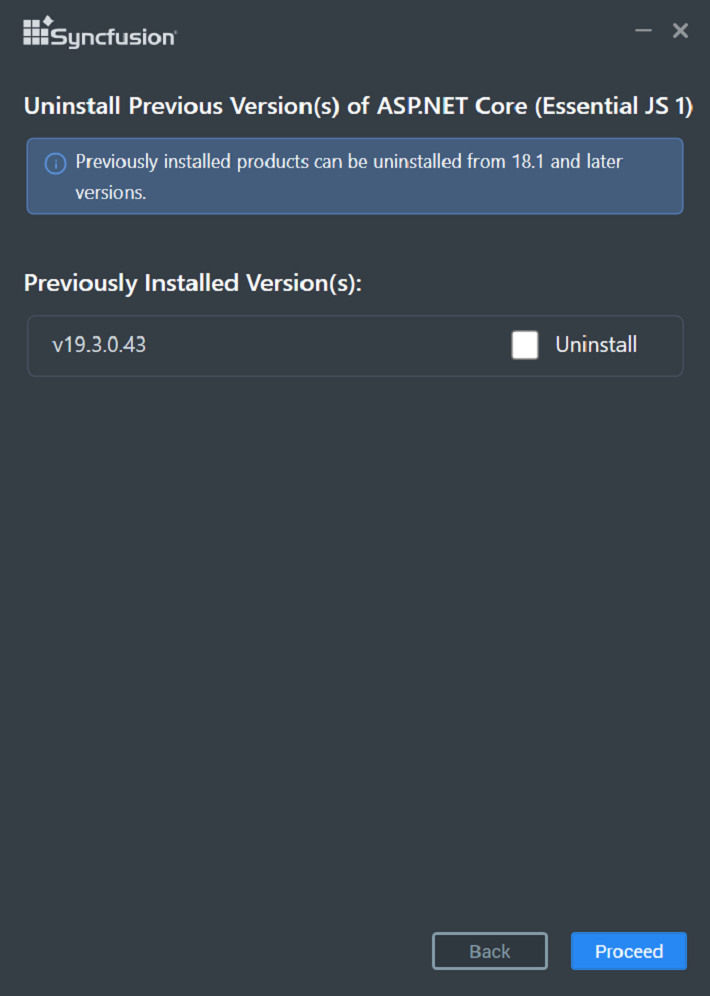 Syncfusion
Uninstall Previous Version(s) of ASP.NET Core (Essential JS 1)
Previously installed products can be uninstalled from 18.1 and later
versions.
Previously Installed Version(s):
v19.3.0.43 Uninstall
Back Proceed